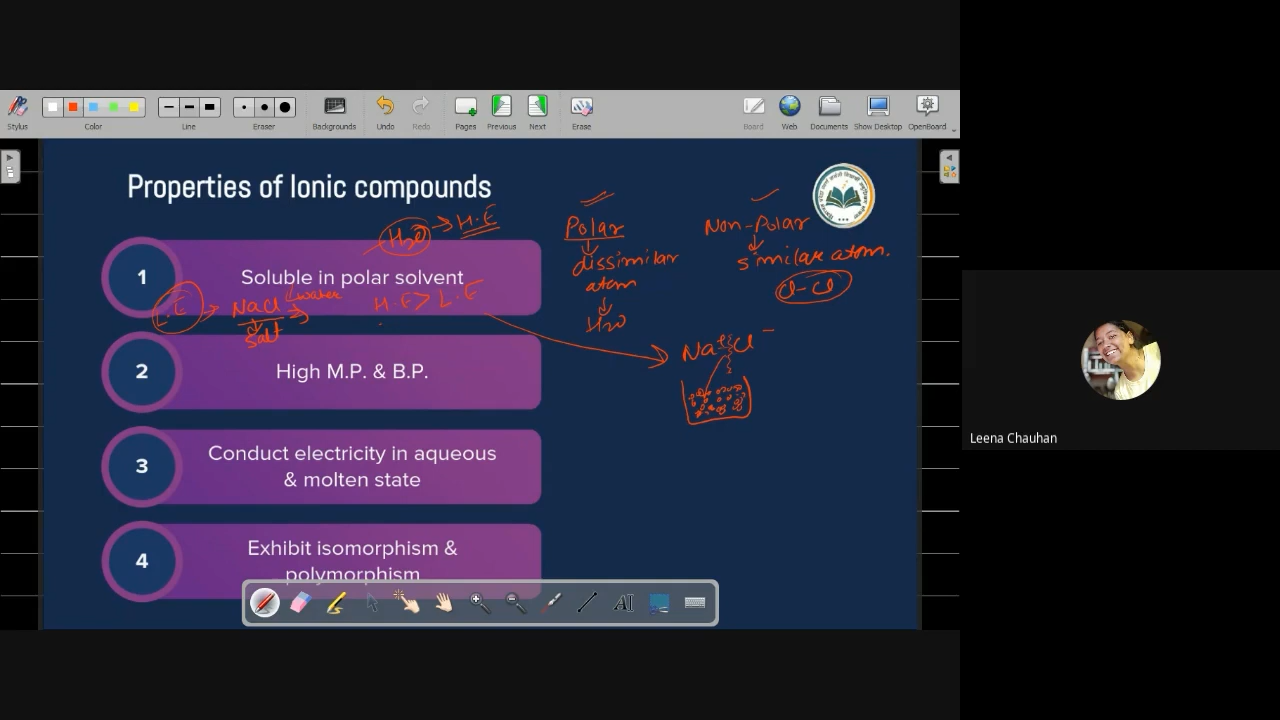 Stylus
Color
Line
Eraser
Backgrounds
Undo
Redo
Pages
Previous
Next
Erase
Board
Web
Documents
Show Desktop
OpenBoard
Properties of Ionic compounds
H2O → H.E
1
Soluble in polar solvent
L.E → NaCl → water
Salt
H.E > L.E
2
High M.P. & B.P.
3
Conduct electricity in aqueous
& molten state
4
Exhibit isomorphism &
polymorphism
Polar
dissimilar
atom
H2O
Non-Polar
similar atom.
Cl-Cl
Na+ Cl-
Leena Chauhan